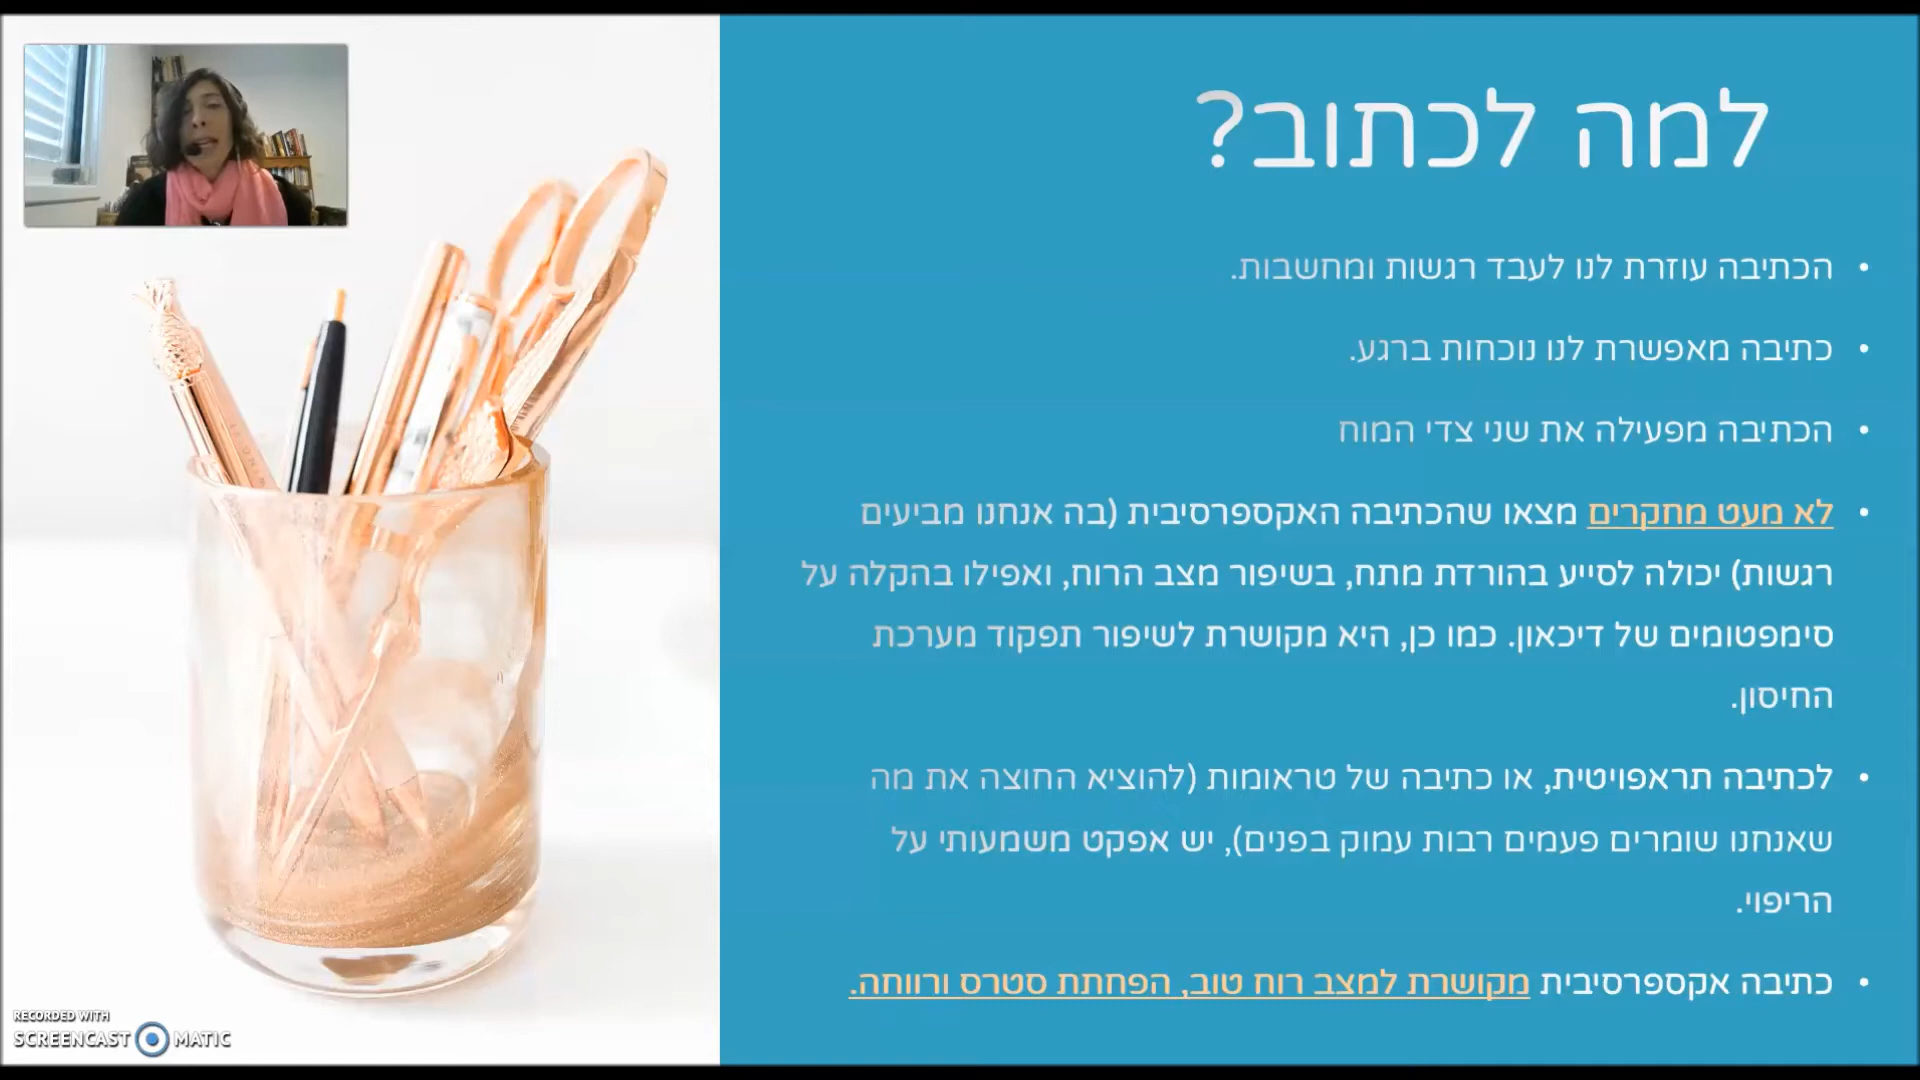 למה לכתוב?
הכתיבה עוזרת לנו לעבד רגשות ומחשבות.
כתיבה מאפשרת לנו נוכחות ברגע.
הכתיבה מפעילה את שני צדי המוח
לא מעט מחקרים מצאו שהכתיבה האקספרסיבית (בה אנחנו מביעים
רגשות) יכולה לסייע בהורדת מתח, בשיפור מצב הרוח, ואפילו בהקלה על
סימפטומים של דיכאון. כמו כן, היא מקושרת לשיפור תפקוד מערכת
החיסון.
לכתיבה תראפויטית, או כתיבה של טראומות (להוציא החוצה את מה
שאנחנו שומרים פעמים רבות עמוק בפנים), יש אפקט משמעותי על
הריפוי.
כתיבה אקספרסיבית מקושרת למצב רוח טוב, הפחתת סטרס ורווחה.
RECORDED WITH
SCREENCAST MATIC